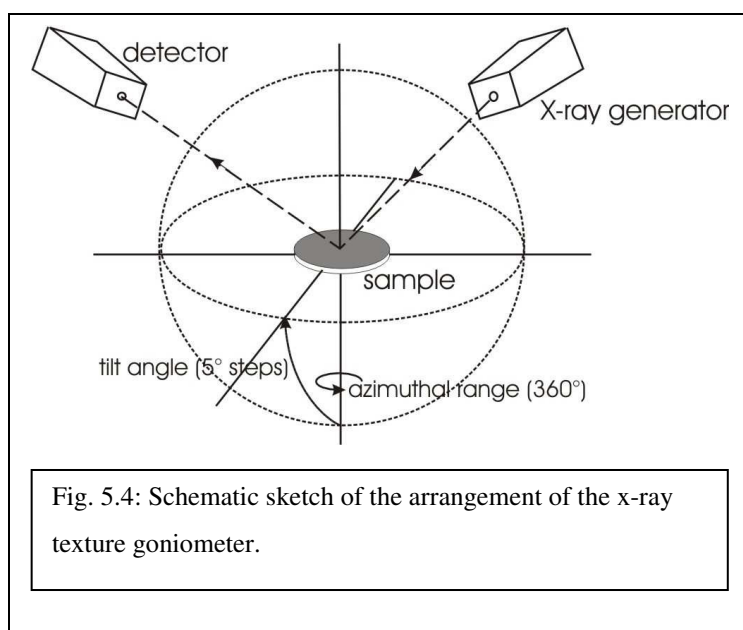 detector
X-ray generator
sample
tilt angle (5° steps)
azimuthal range (360°)
Fig. 5.4: Schematic sketch of the arrangement of the x-ray
texture goniometer.